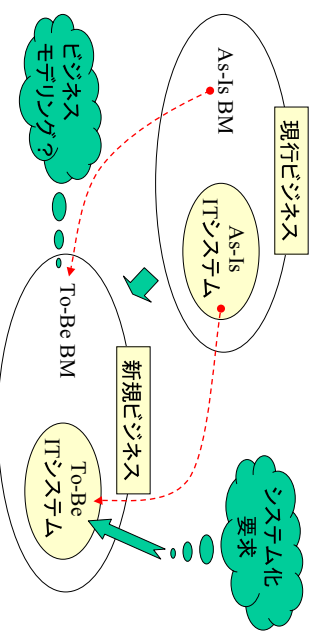 現行ビジネス
As-Is BM
As-Is
ITシステム
システム化
要求
ビジネス
モデリング?
新規ビジネス
To-Be BM
To-Be
ITシステム